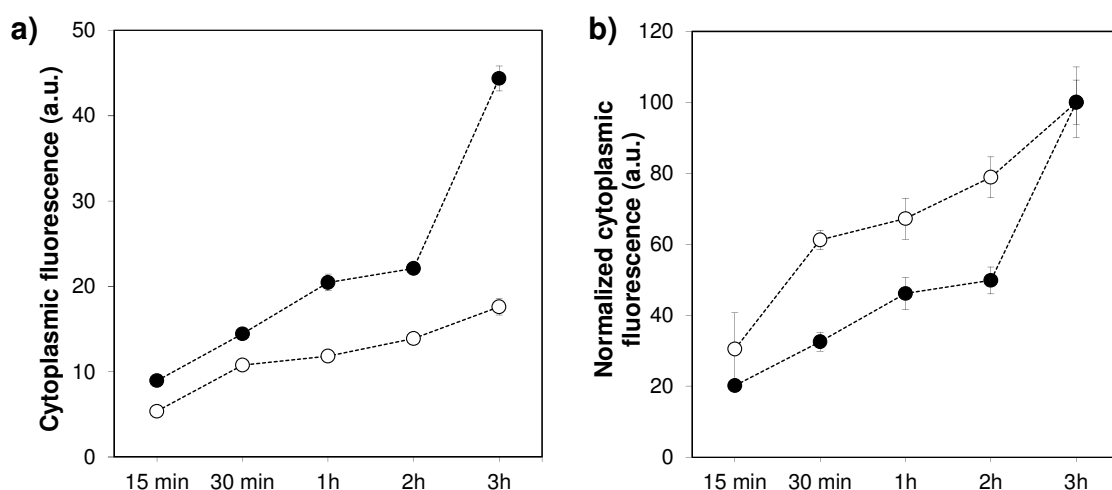 a)
Cytoplasmic fluorescence (a.u.)
50
40
30
20
10
0
15 min 30 min 1h 2h 3h
b)
Normalized cytoplasmic
fluorescence (a.u.)
120
100
80
60
40
20
0
15 min 30 min 1h 2h 3h